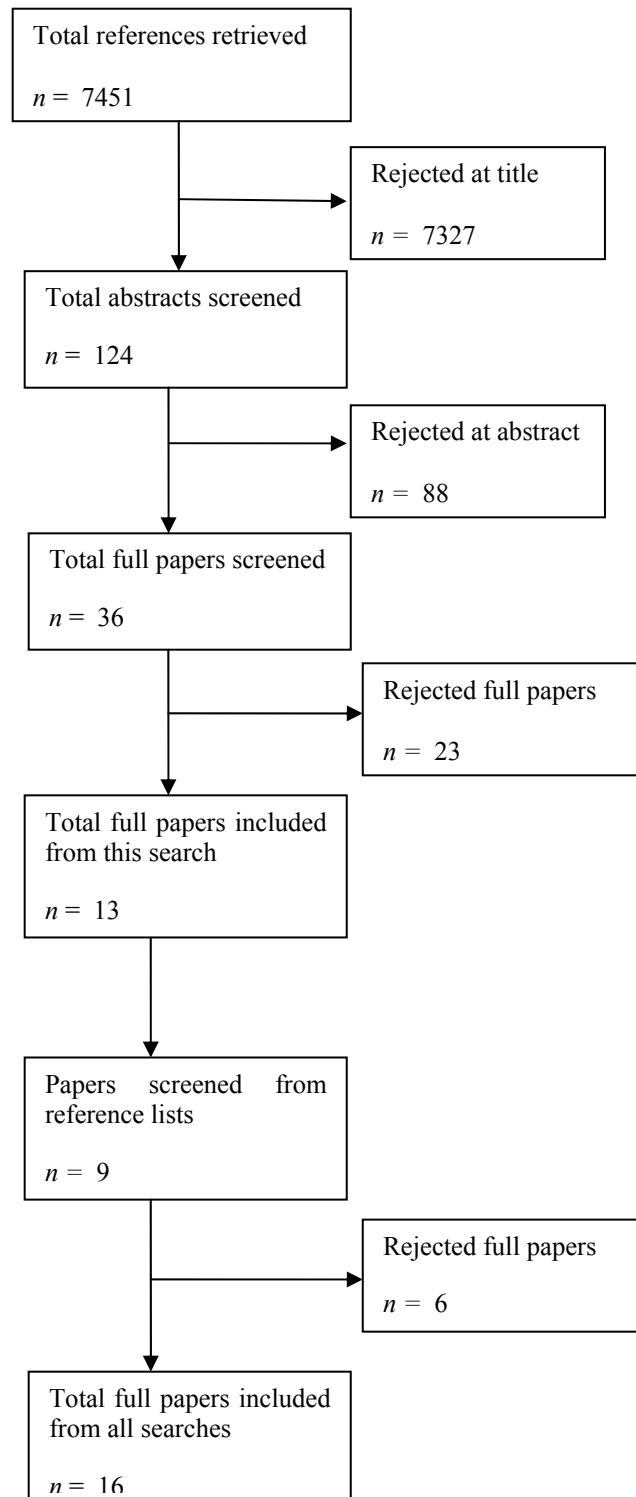 Total references retrieved
n = 7451
Rejected at title
n = 7327
Total abstracts screened
n = 124
Rejected at abstract
n = 88
Total full papers screened
n = 36
Rejected full papers
n = 23
Total full papers included
from this search
n = 13
Papers screened from
reference lists
n = 9
Rejected full papers
n = 6
Total full papers included
from all searches
n = 16